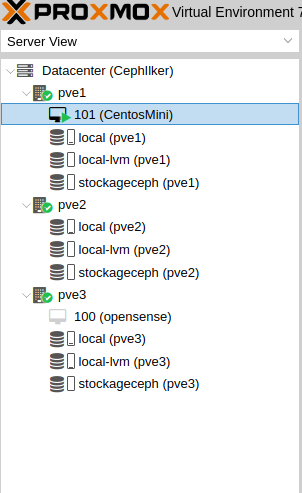 PROXMOX Virtual Environment 7
Server View
Datacenter (CephIlker)
pve1
101 (CentosMini)
local (pve1)
local-lvm (pve1)
stockageceph (pve1)
pve2
local (pve2)
local-lvm (pve2)
stockageceph (pve2)
pve3
100 (opensense)
local (pve3)
local-lvm (pve3)
stockageceph (pve3)